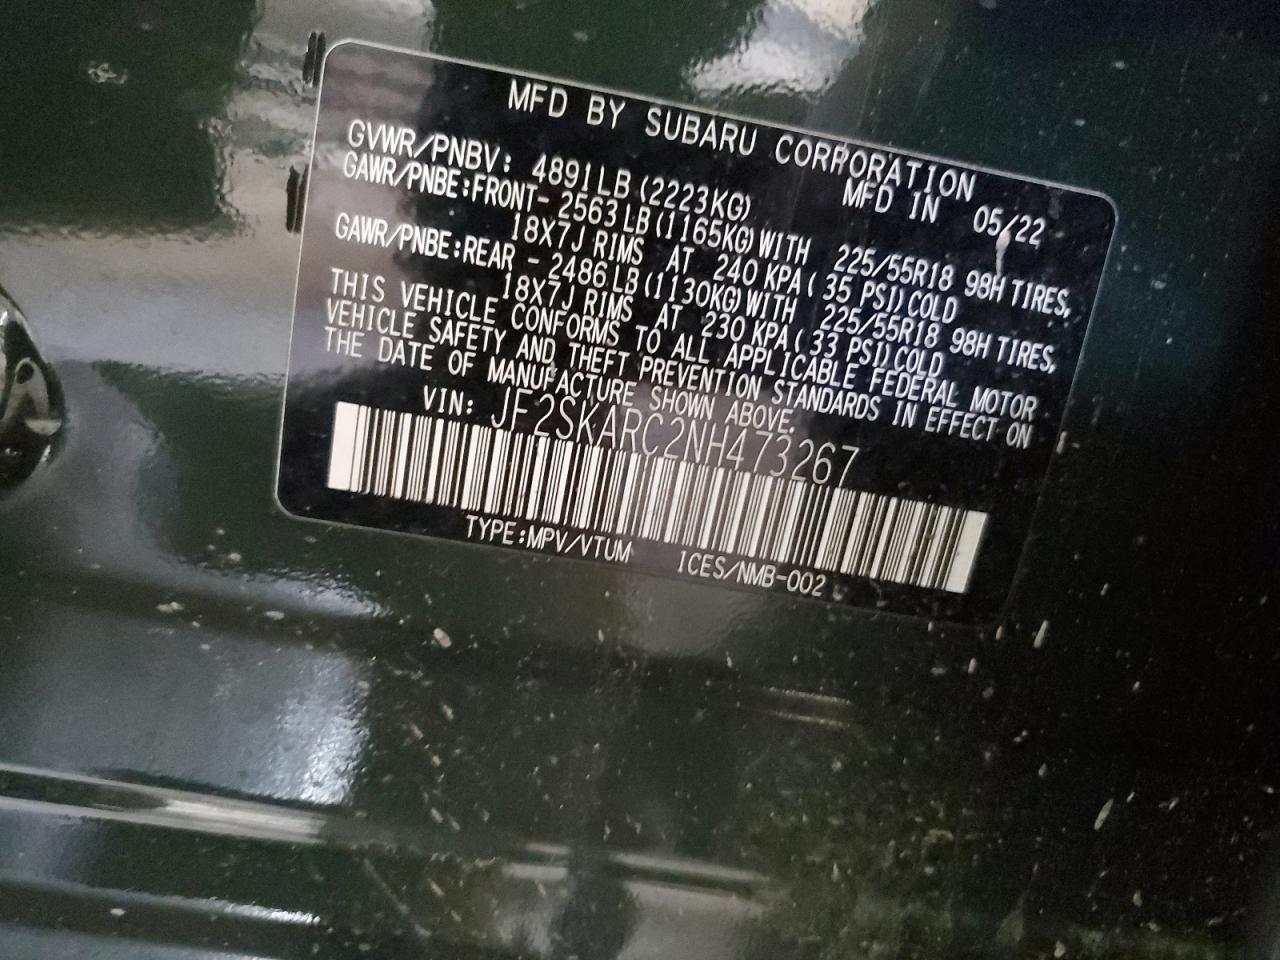 MFD BY SUBARU CORPORATION
GVWR/PNBV: 4891LB(2223KG) MFD IN 05/22
GAWR/PNBE:FRONT- 2563LB(1165KG)WITH 225/55R18 98H TIRES,
18X7J RIMS AT 240 KPA( 35 PSI)COLD
GAWR/PNBE:REAR - 2486LB(1130KG)WITH 225/55R18 98H TIRES,
18X7J RIMS AT 230 KPA( 33 PSI)COLD
THIS VEHICLE CONFORMS TO ALL APPLICABLE FEDERAL MOTOR
VEHICLE SAFETY AND THEFT PREVENTION STANDARDS IN EFFECT ON
THE DATE OF MANUFACTURE SHOWN ABOVE.
VIN: JF2SKARC2NH473267
TYPE:MPV/VTUM ICES/NMB-002